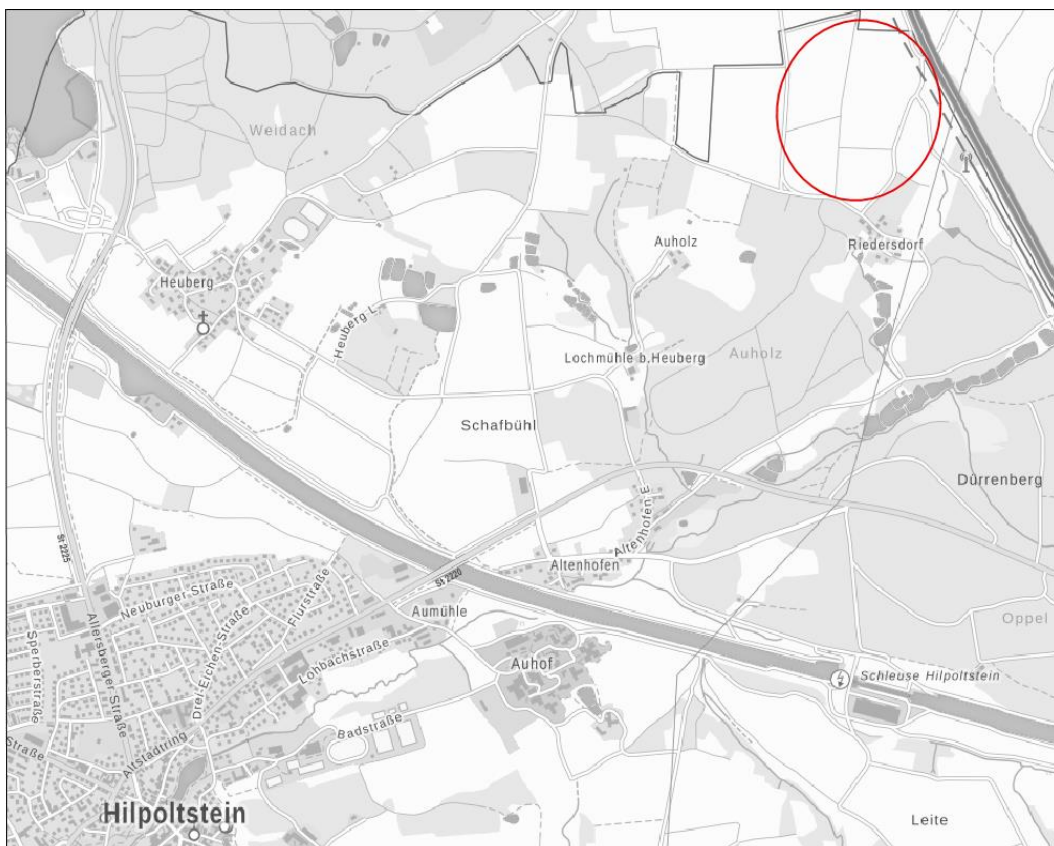 Weidach
Auholz
Riedersdorf
Heuberg
Heuberg L.
Lochmühle b.Heuberg
Auholz
Schafbühl
Dürrenberg
Altenhofen E
St 2225
St 2220
Altenhofen
Neuburger-Straße
Flurstraße
Aumühle
Oppel
Sperberstraße
Allersberger-Straße
Drei-Eichen-Straße
Lohbachstraße
Auhof
Schleuse Hilpoltstein
Badstraße
Straße
Altstadtring
Hilpoltstein
Leite